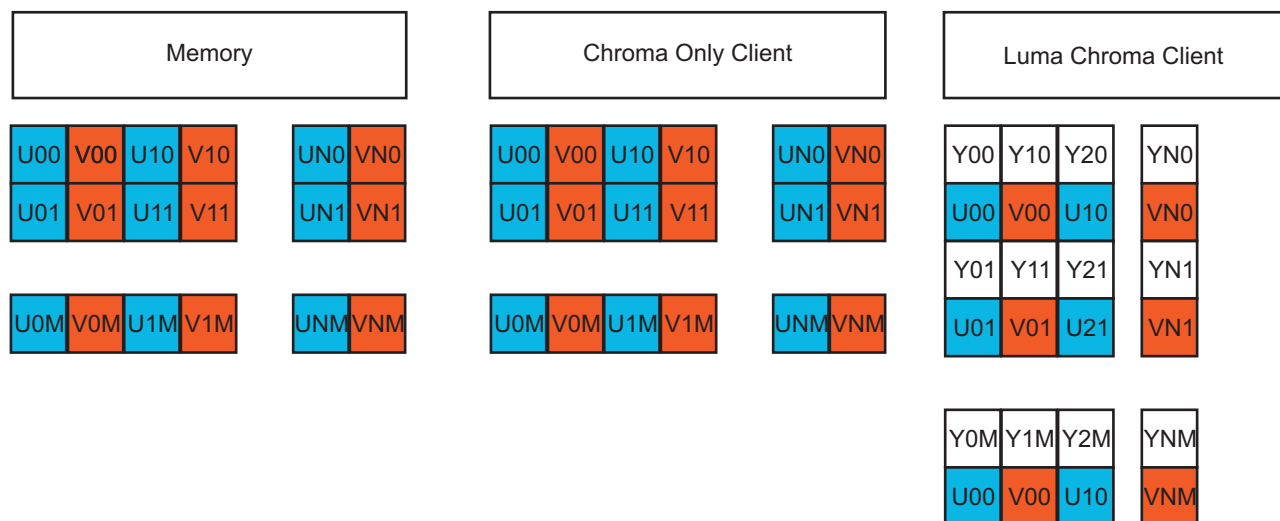 Memory
Chroma Only Client
Luma Chroma Client
U00 V00 U10 V10 UN0 VN0
U01 V01 U11 V11 UN1 VN1
U0M V0M U1M V1M UNM VNM
U00 V00 U10 V10 UN0 VN0
U01 V01 U11 V11 UN1 VN1
U0M V0M U1M V1M UNM VNM
Y00 Y10 Y20 YN0
U00 V00 U10 VN0
Y01 Y11 Y21 YN1
U01 V01 U21 VN1
Y0M Y1M Y2M YNM
U00 V00 U10 VNM